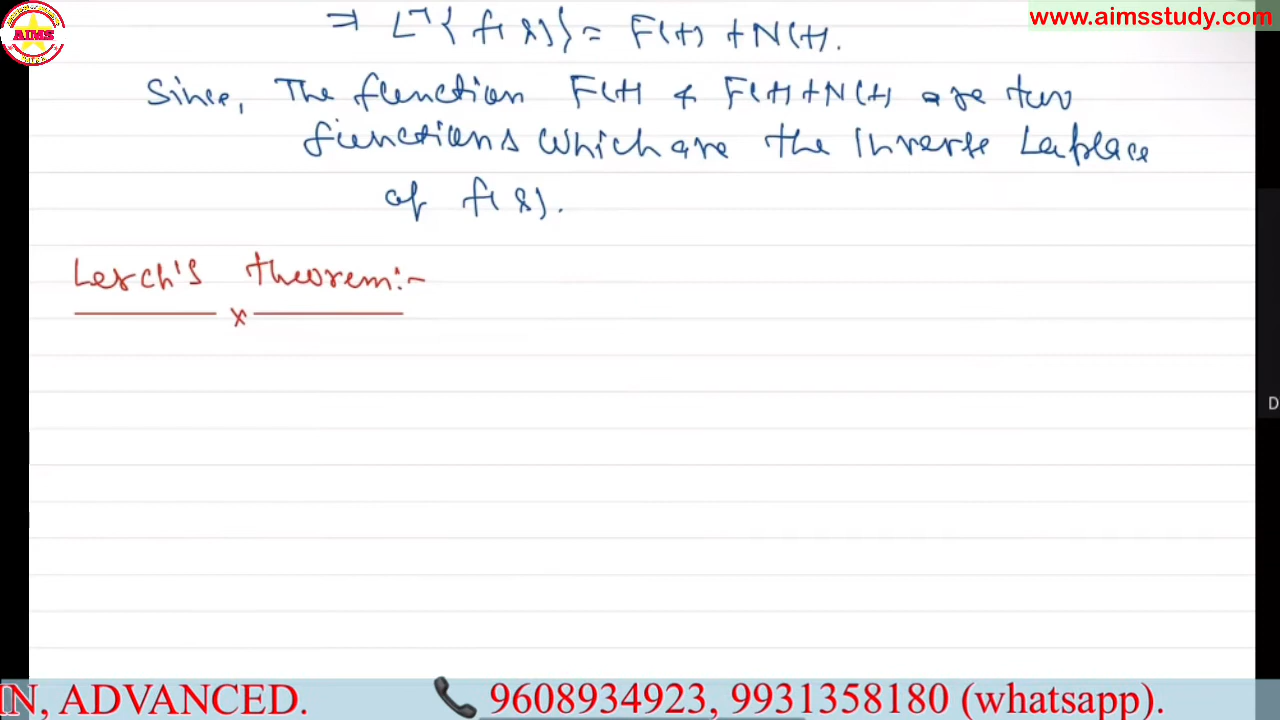 AIMS
www.aimsstudy.com
⇒ L⁻¹{f(s)} = F(t) + N(t).
Since, The function F(t) & F(t)+N(t) are two
functions which are the Inverse Laplace
of f(s).
Lerch's theorem:-
x
D
IN, ADVANCED. 9608934923, 9931358180 (whatsapp).